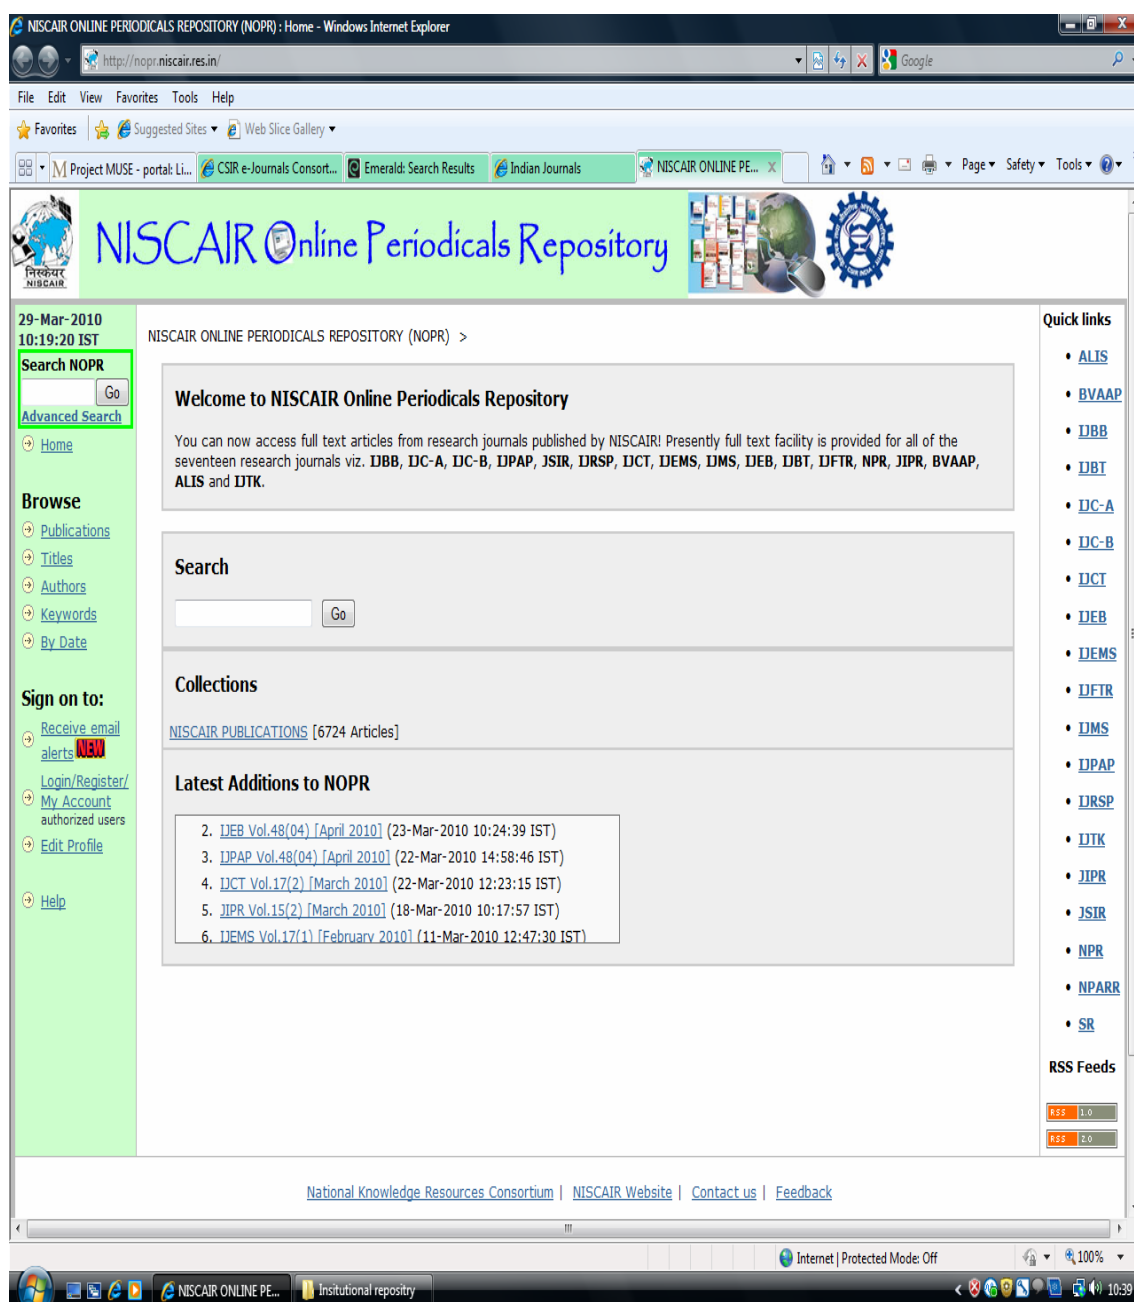 NISCAIR ONLINE PERIODICALS REPOSITORY (NOPR) : Home - Windows Internet Explorer
http://nopr.niscair.res.in/
Google
File Edit View Favorites Tools Help
Favorites Suggested Sites Web Slice Gallery
Project MUSE - portal: Li... CSIR e-Journals Consort... Emerald: Search Results Indian Journals NISCAIR ONLINE PE... X Page Safety Tools
निस्केयर
NISCAIR
NISCAIR Online Periodicals Repository
29-Mar-2010
10:19:20 IST
Search NOPR
Go
Advanced Search
Home
Browse
Publications
Titles
Authors
Keywords
By Date
Sign on to:
Receive email
alerts NEW
Login/Register/
My Account
authorized users
Edit Profile
Help
NISCAIR ONLINE PERIODICALS REPOSITORY (NOPR) >
Welcome to NISCAIR Online Periodicals Repository
You can now access full text articles from research journals published by NISCAIR! Presently full text facility is provided for all of the
seventeen research journals viz. IJBB, IJC-A, IJC-B, IJPAP, JSIR, IJRSP, IJCT, IJEMS, IJMS, IJEB, IJBT, IJFTR, NPR, JIPR, BVAAP,
ALIS and IJTK.
Search
Go
Collections
NISCAIR PUBLICATIONS [6724 Articles]
Latest Additions to NOPR
2. IJEB Vol.48(04) [April 2010] (23-Mar-2010 10:24:39 IST)
3. IJPAP Vol.48(04) [April 2010] (22-Mar-2010 14:58:46 IST)
4. IJCT Vol.17(2) [March 2010] (22-Mar-2010 12:23:15 IST)
5. JIPR Vol.15(2) [March 2010] (18-Mar-2010 10:17:57 IST)
6. IJEMS Vol.17(1) [February 2010] (11-Mar-2010 12:47:30 IST)
Quick links
• ALIS
• BVAAP
• IJBB
• IJBT
• IJC-A
• IJC-B
• IJCT
• IJEB
• IJEMS
• IJFTR
• IJMS
• IJPAP
• IJRSP
• IJTK
• JIPR
• JSIR
• NPR
• NPARR
• SR
RSS Feeds
RSS 1.0
RSS 2.0
National Knowledge Resources Consortium | NISCAIR Website | Contact us | Feedback
Internet | Protected Mode: Off 100%
NISCAIR ONLINE PE... Insitutional repositry 10:39